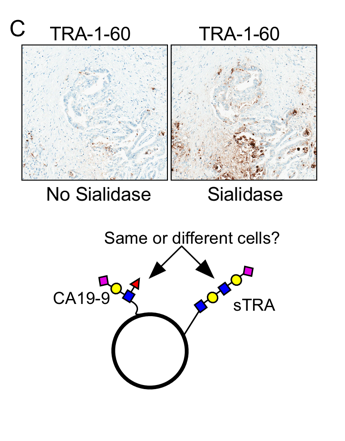 C
TRA-1-60 TRA-1-60
No Sialidase Sialidase
Same or different cells?
CA19-9 sTRA